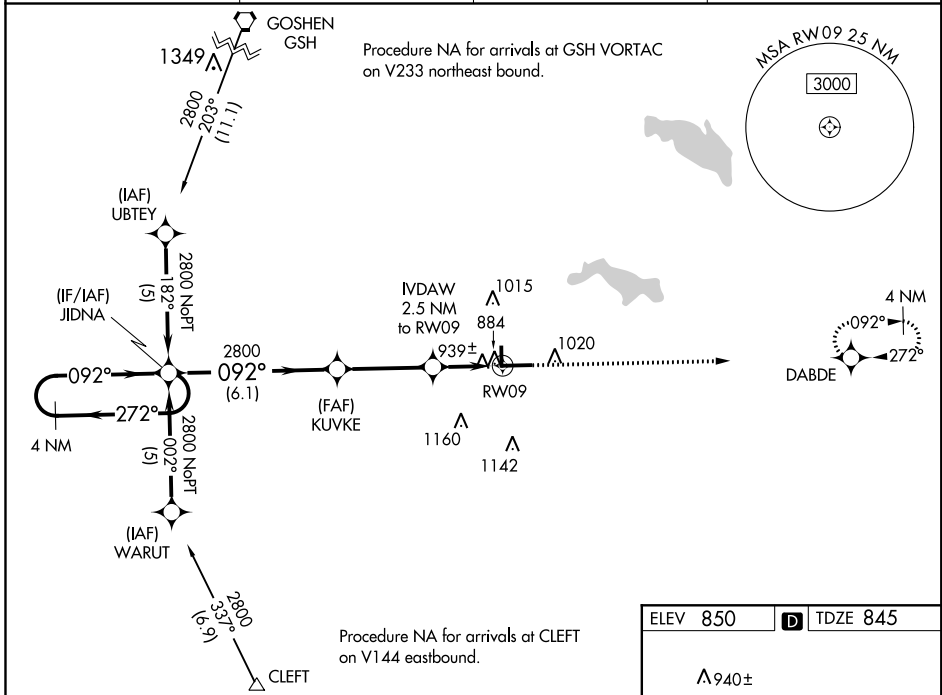 GOSHEN
GSH
1349
Procedure NA for arrivals at GSH VORTAC
on V233 northeast bound.
MSA RW09 25 NM
3000
2800
203°
(11.1)
(IAF)
UBTEY
2800 NoPT
182°
(5)
(IF/IAF)
JIDNA
IVDAW
2.5 NM
to RW09
1015
884
939±
1020
4 NM
092°
272°
DABDE
092°
2800
092°
(6.1)
RW09
272°
4 NM
(FAF)
KUVKE
1160
1142
2800 NoPT
002°
(5)
(IAF)
WARUT
2800
337°
(6.9)
CLEFT
Procedure NA for arrivals at CLEFT
on V144 eastbound.
ELEV 850
D
TDZE 845
940±